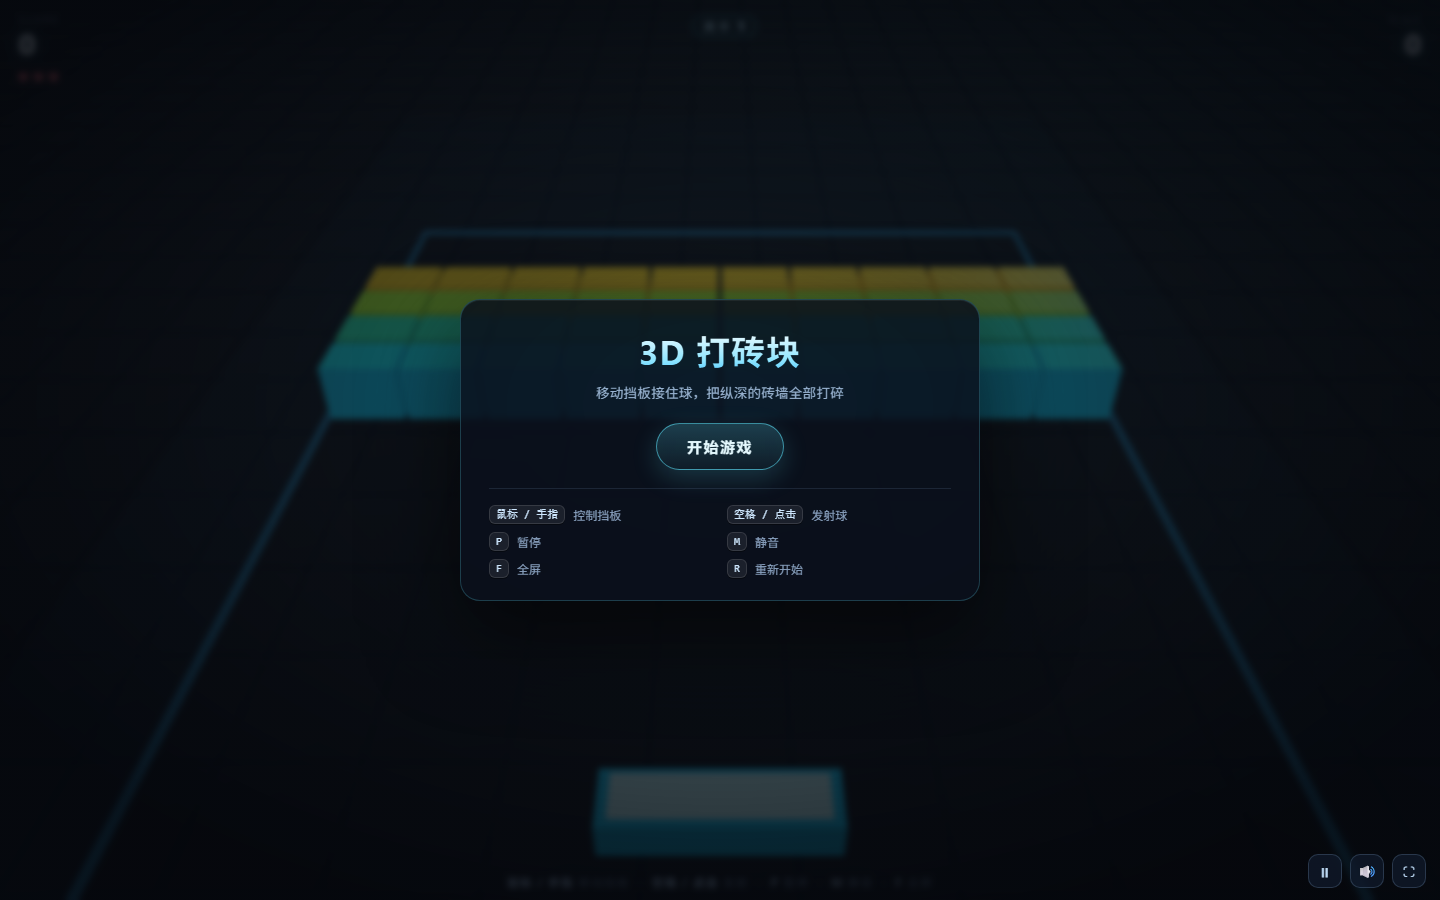 0
0
3D 打砖块
移动挡板接住球，把纵深的砖墙全部打碎
开始游戏
鼠标 / 手指 控制挡板
空格 / 点击 发射球
P 暂停
M 静音
F 全屏
R 重新开始